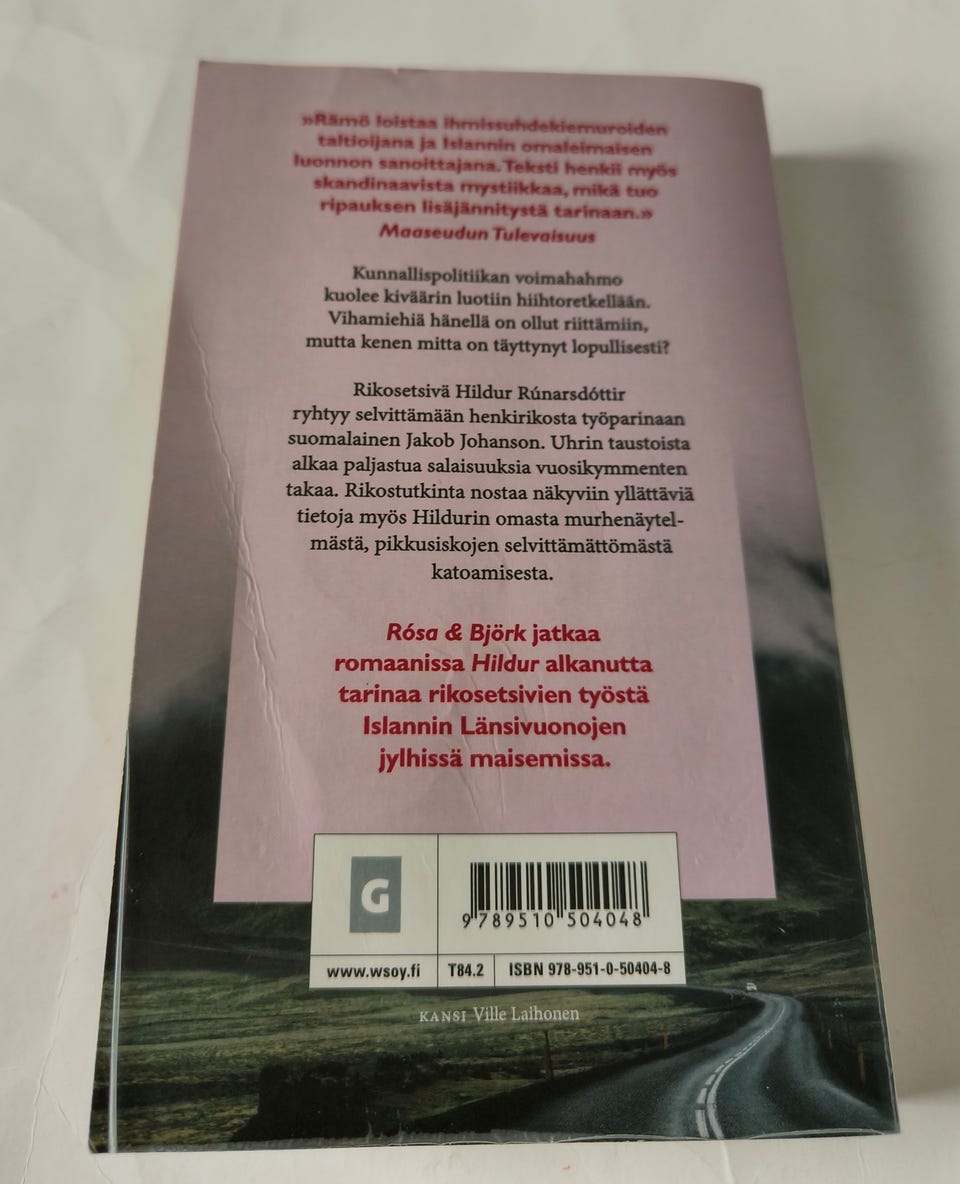 »Rämö loistaa ihmissuhdekiemuroiden
taltioijana ja Islannin omaleimaisen
luonnon sanoittajana. Teksti henkii myös
skandinaavista mystiikkaa, mikä tuo
ripauksen lisäjännitystä tarinaan.»
Maaseudun Tulevaisuus
Kunnallispolitiikan voimahahmo
kuolee kiväärin luotiin hiihtoretkellään.
Vihamiehiä hänellä on ollut riittämiin,
mutta kenen mitta on täyttynyt lopullisesti?
Rikosetsivä Hildur Rúnarsdóttir
ryhtyy selvittämään henkirikosta työparinaan
suomalainen Jakob Johanson. Uhrin taustoista
alkaa paljastua salaisuuksia vuosikymmenten
takaa. Rikostutkinta nostaa näkyviin yllättäviä
tietoja myös Hildurin omasta murhenäytel-
mästä, pikkusiskojen selvittämättömästä
katoamisesta.
Rósa & Björk jatkaa
romaanissa Hildur alkanutta
tarinaa rikosetsivien työstä
Islannin Länsivuonojen
jylhissä maisemissa.
G
9 789510 504048
www.wsoy.fi T84.2 ISBN 978-951-0-50404-8
KANSI Ville Laihonen